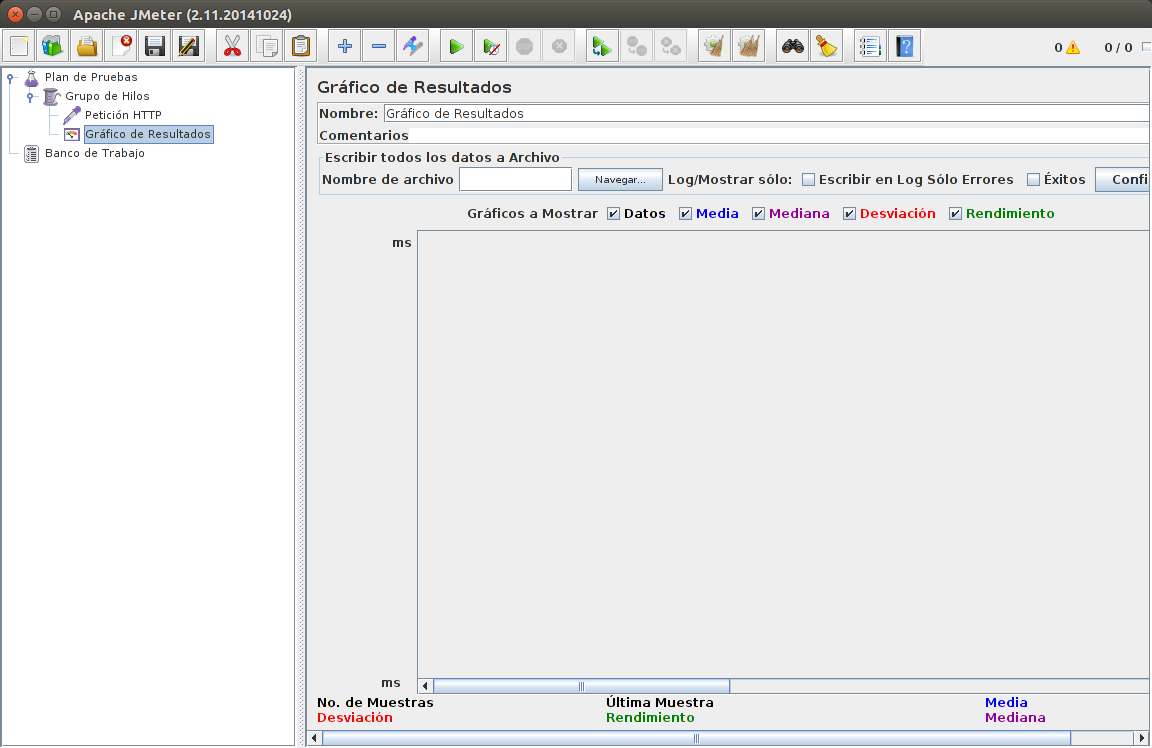 Apache JMeter (2.11.20141024)
0 0 / 0
Plan de Pruebas
Grupo de Hilos
Petición HTTP
Gráfico de Resultados
Banco de Trabajo
Gráfico de Resultados
Nombre: Gráfico de Resultados
Comentarios
Escribir todos los datos a Archivo
Nombre de archivo Navegar... Log/Mostrar sólo: Escribir en Log Sólo Errores Éxitos Confi
Gráficos a Mostrar Datos Media Mediana Desviación Rendimiento
ms
ms
No. de Muestras Última Muestra Media
Desviación Rendimiento Mediana